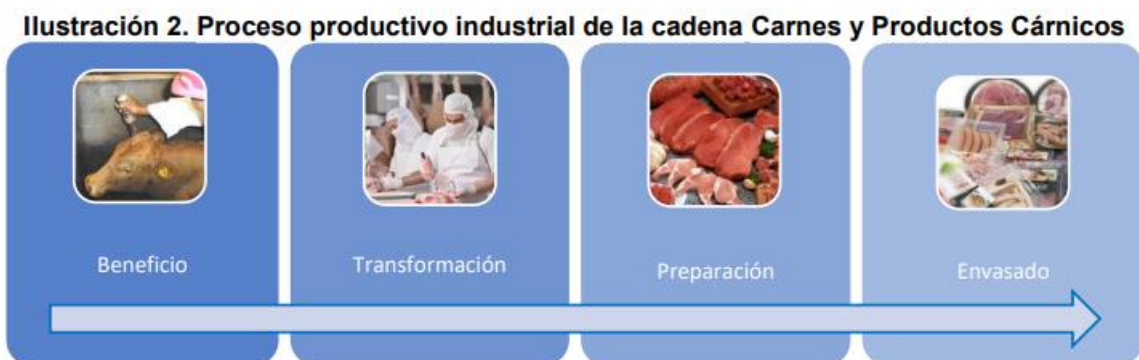 Ilustración 2. Proceso productivo industrial de la cadena Carnes y Productos Cárnicos
Beneficio
Transformación
Preparación
Envasado